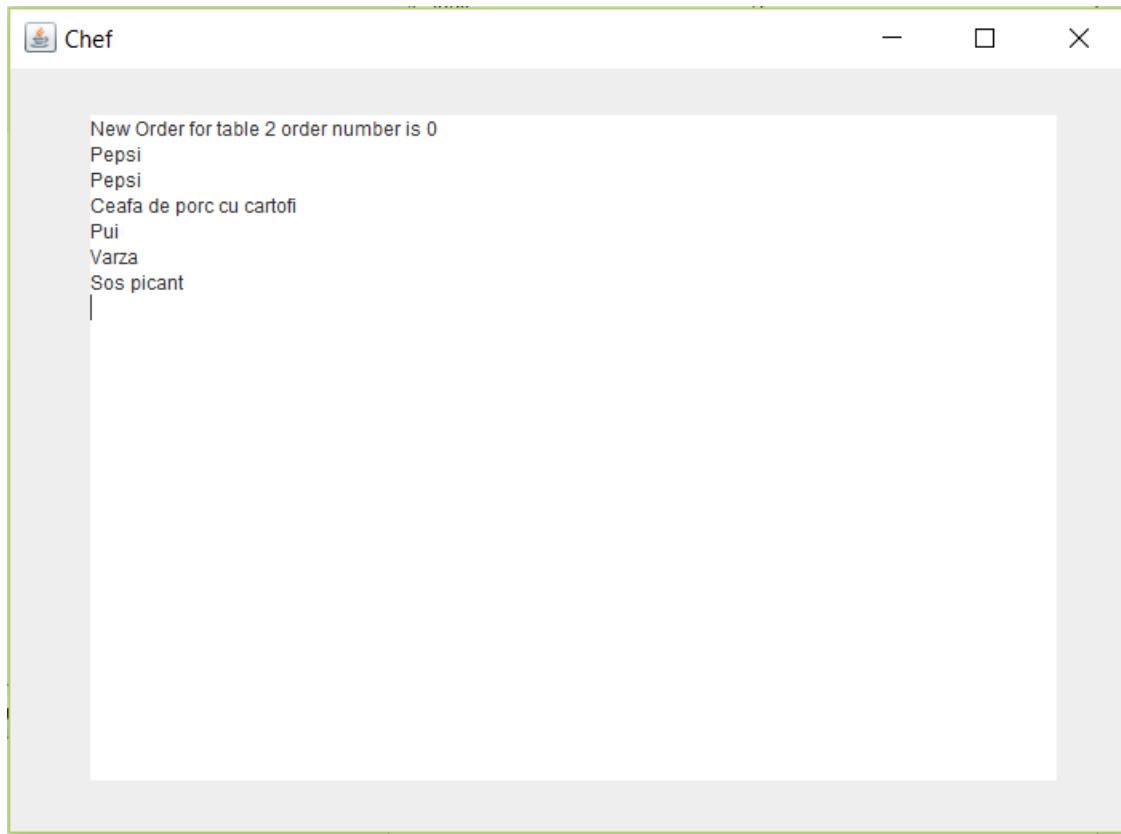 Chef
New Order for table 2 order number is 0
Pepsi
Pepsi
Ceafa de porc cu cartofi
Pui
Varza
Sos picant